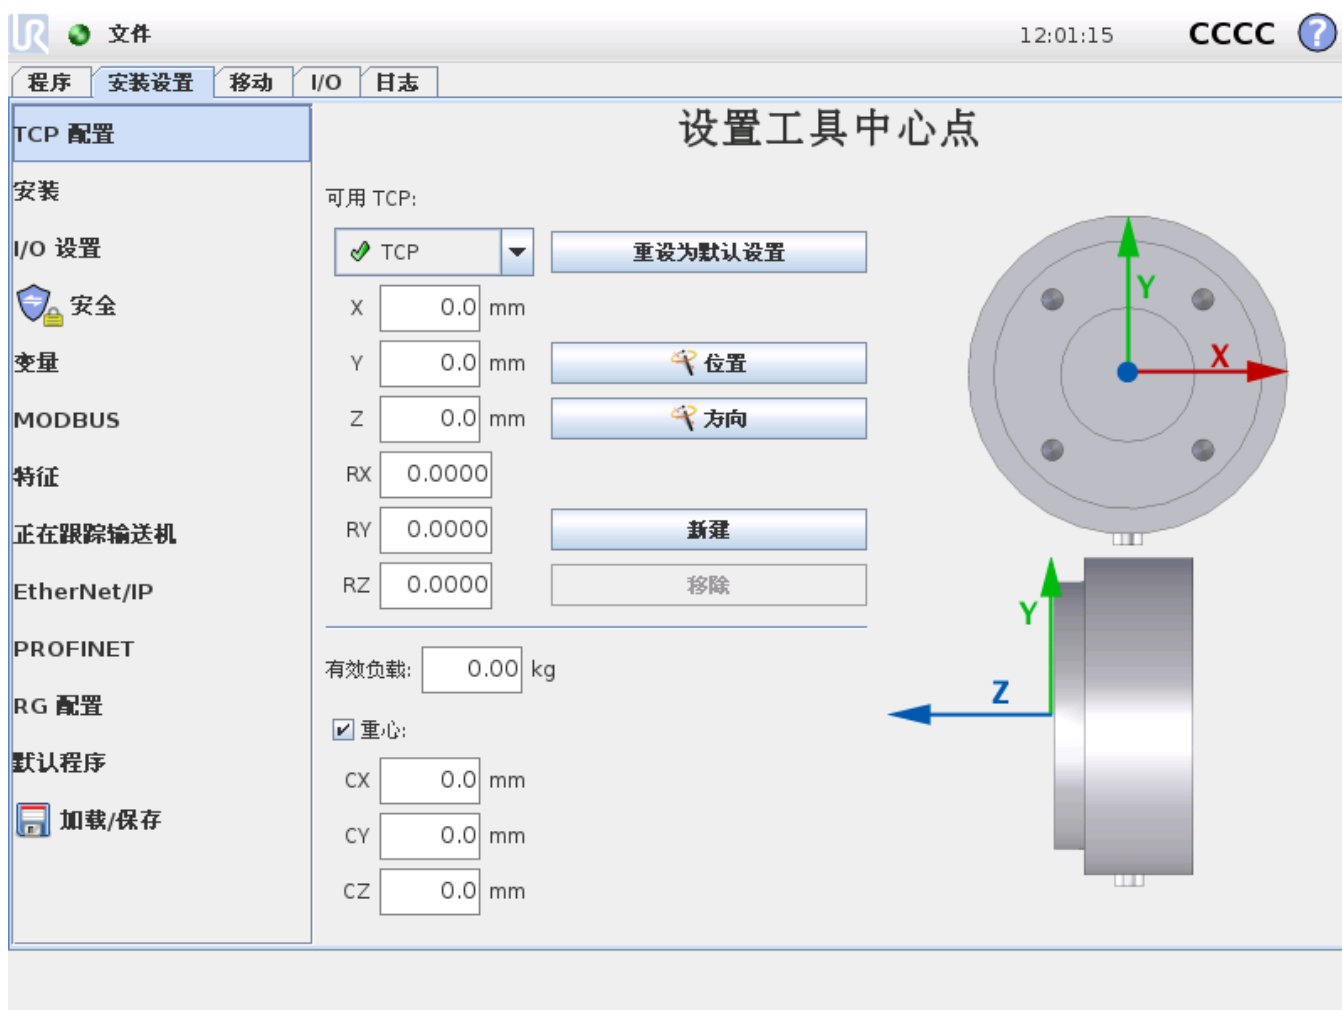 UR 文件 12:01:15 CCCC ?
程序 安装设置 移动 I/O 日志
TCP 配置
安装
I/O 设置
安全
变量
MODBUS
特征
正在跟踪输送机
EtherNet/IP
PROFINET
RG 配置
默认程序
加载/保存
设置工具中心点
可用 TCP:
TCP 重设为默认设置
X 0.0 mm
Y 0.0 mm 位置
Z 0.0 mm 方向
RX 0.0000
RY 0.0000 新建
RZ 0.0000 移除
有效负载: 0.00 kg
重心:
CX 0.0 mm
CY 0.0 mm
CZ 0.0 mm
Y
X
Y
Z